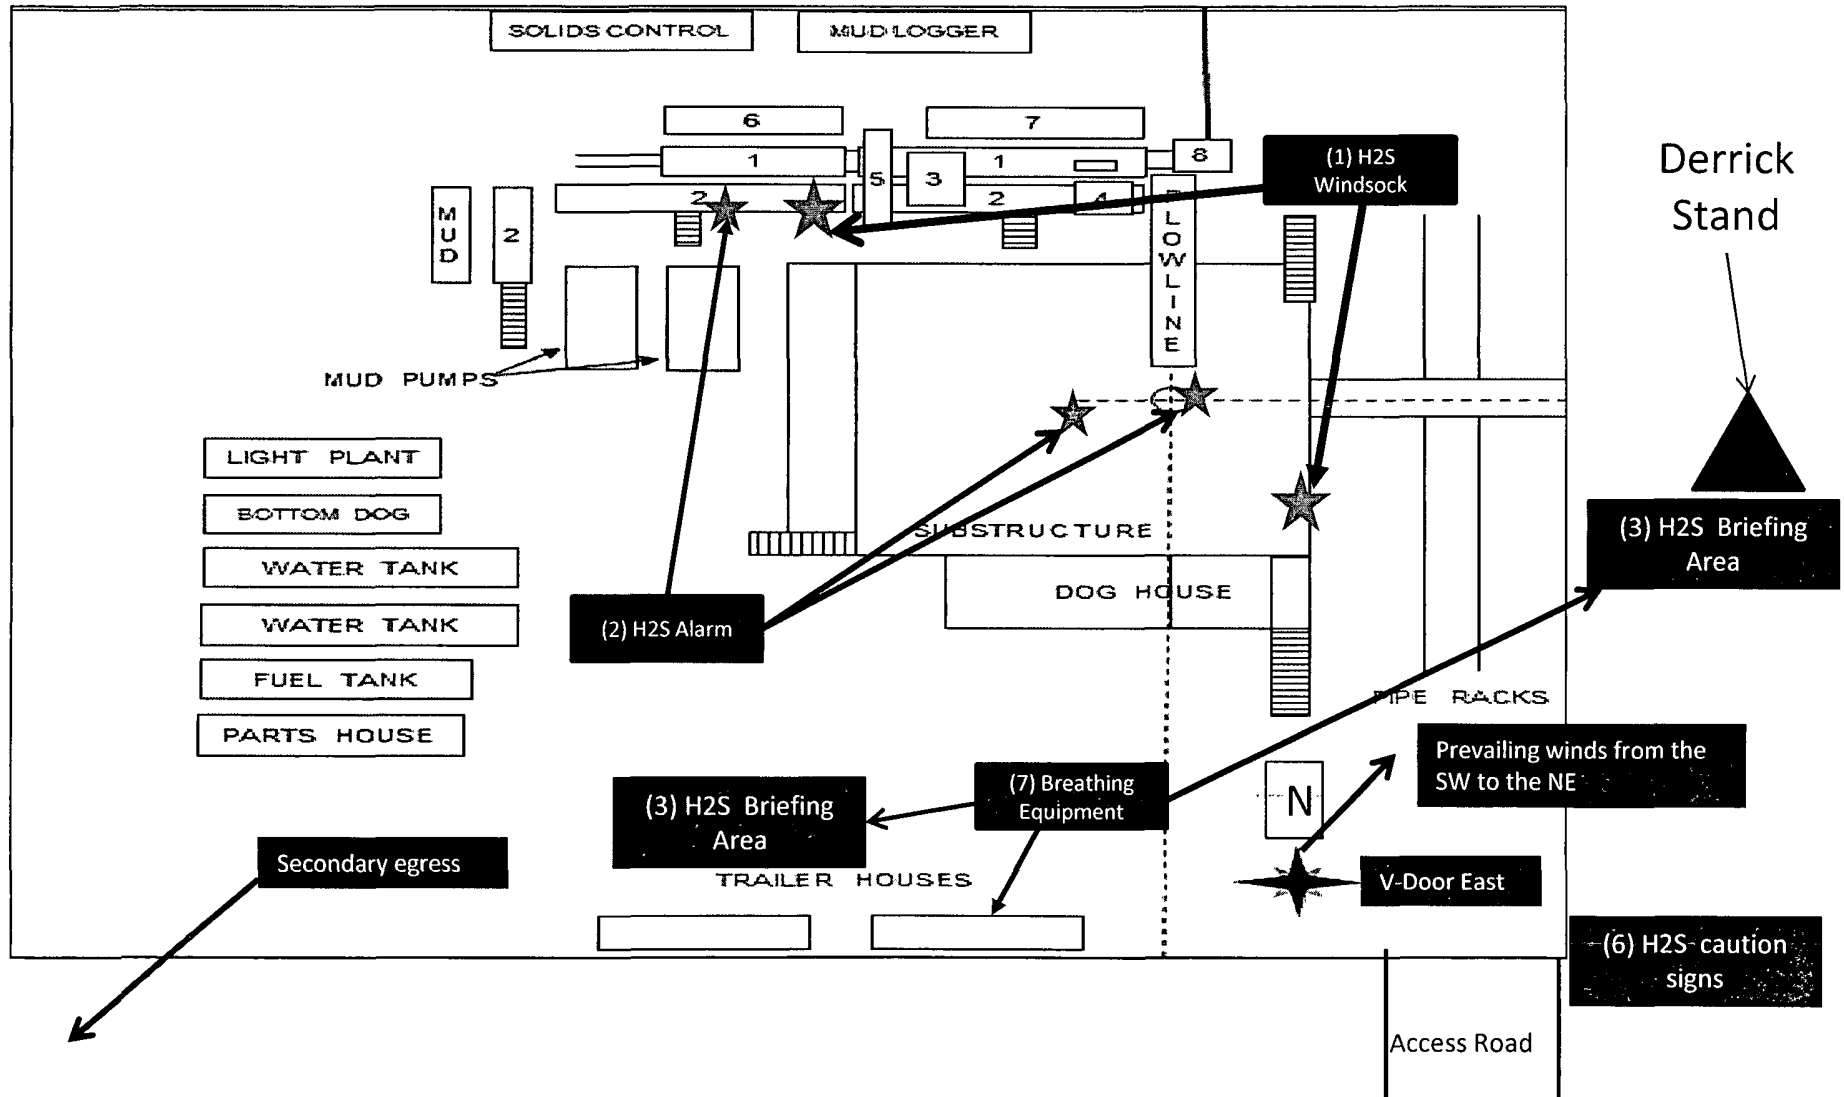 SOLIDS CONTROL
MUD LOGGER
6
7
1
1
8
5
3
2
2
4
(1) H2S
Windsock
Derrick
Stand
MUD
2
FLOWLINE
MUD PUMPS
LIGHT PLANT
BOTTOM DOG
WATER TANK
WATER TANK
FUEL TANK
PARTS HOUSE
SUBSTRUCTURE
DOG HOUSE
(2) H2S Alarm
(3) H2S Briefing
Area
PIPE RACKS
Prevailing winds from the
SW to the NE
(7) Breathing
Equipment
N
(3) H2S Briefing
Area
TRAILER HOUSES
Secondary egress
V-Door East
(6) H2S caution
signs
Access Road